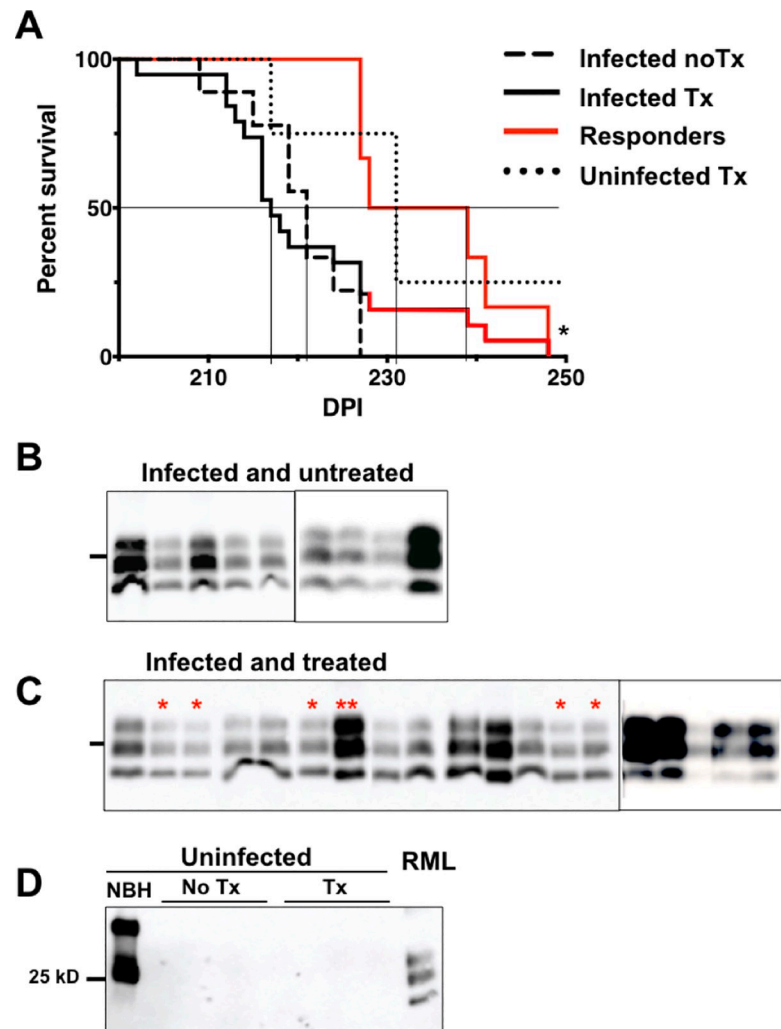 A
100
50
0
Percent survival
210
230
250
DPI
*
Infected noTx
Infected Tx
Responders
Uninfected Tx
B
Infected and untreated
C
Infected and treated
* * * ** * *
D
Uninfected
RML
NBH
No Tx
Tx
25 kD